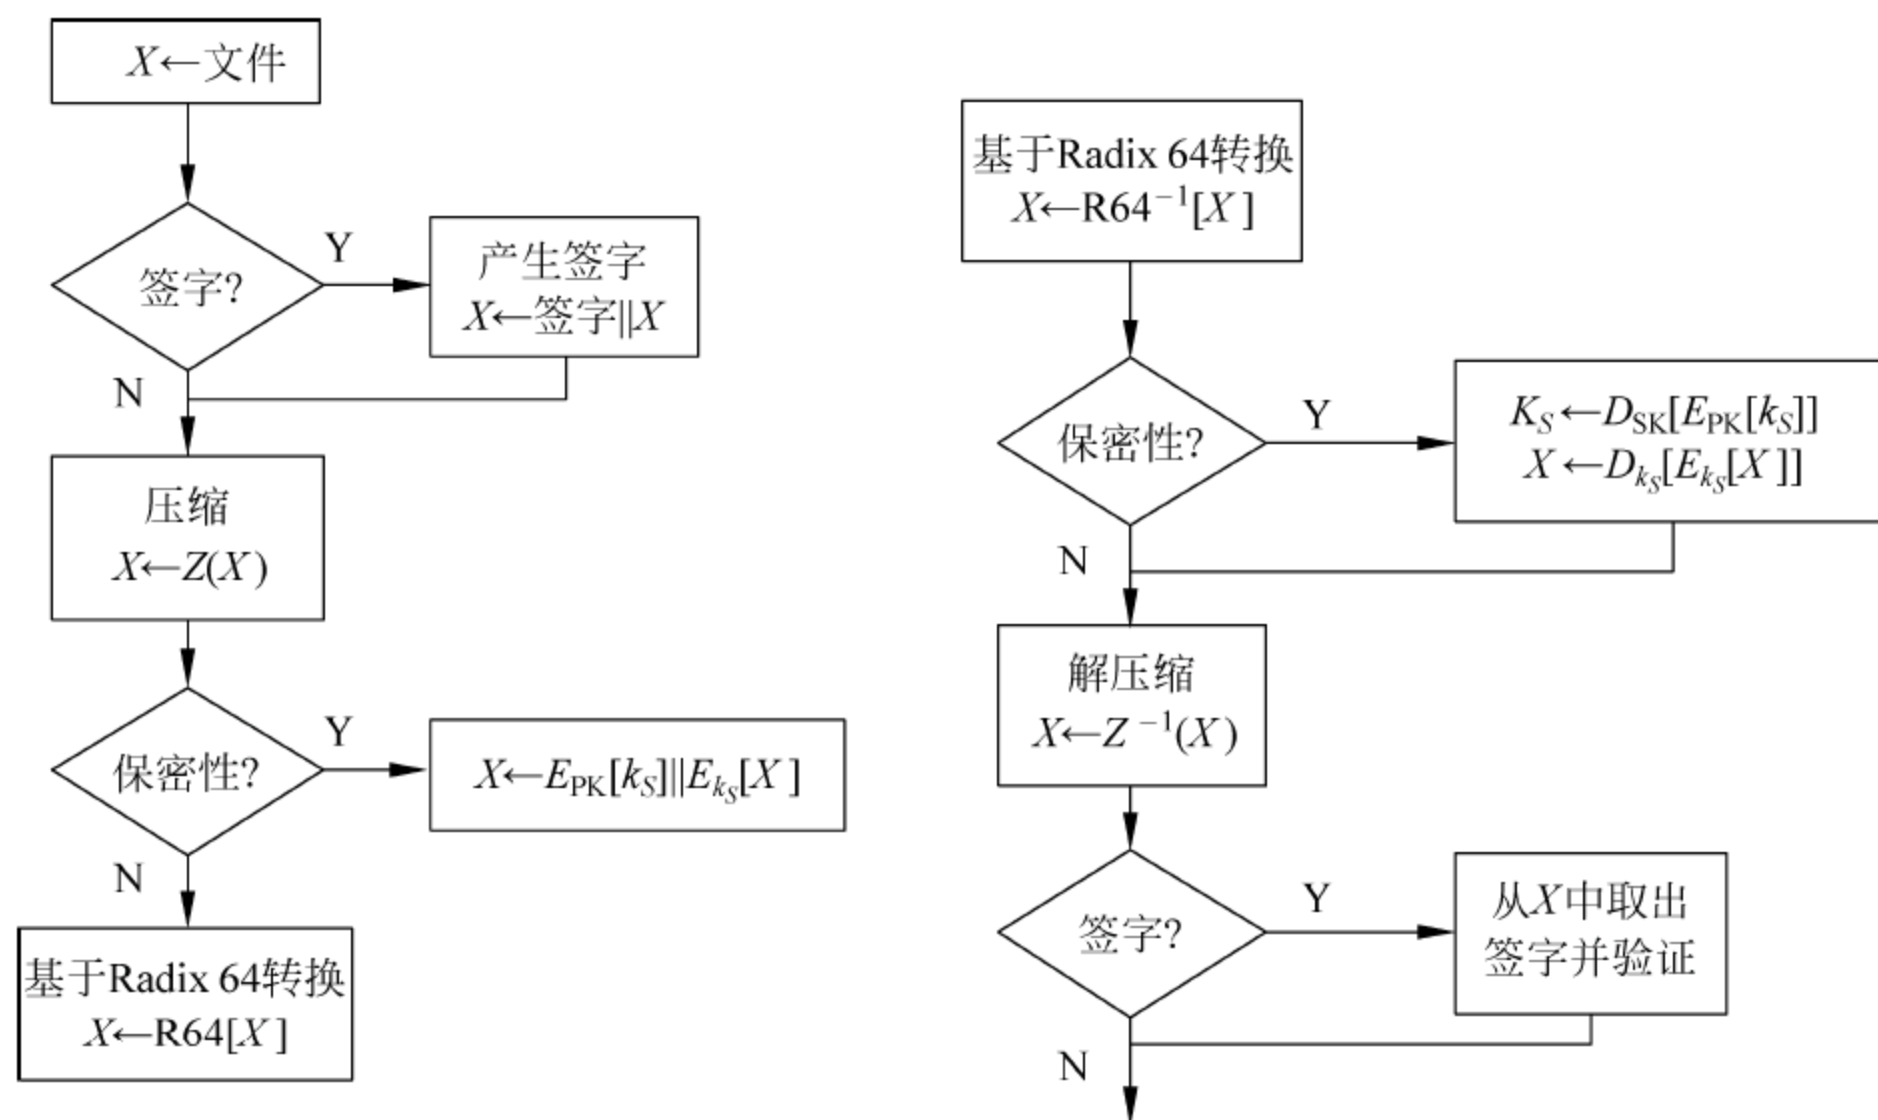 X←文件
签字?
Y
产生签字
X←签字||X
N
压缩
X←Z(X)
保密性?
Y
X←E_PK[k_S]||E_{k_S}[X]
N
基于Radix 64转换
X←R64[X]
基于Radix 64转换
X←R64⁻¹[X]
保密性?
Y
K_S←D_SK[E_PK[k_S]]
X←D_{k_S}[E_{k_S}[X]]
N
解压缩
X←Z⁻¹(X)
签字?
Y
从X中取出
签字并验证
N